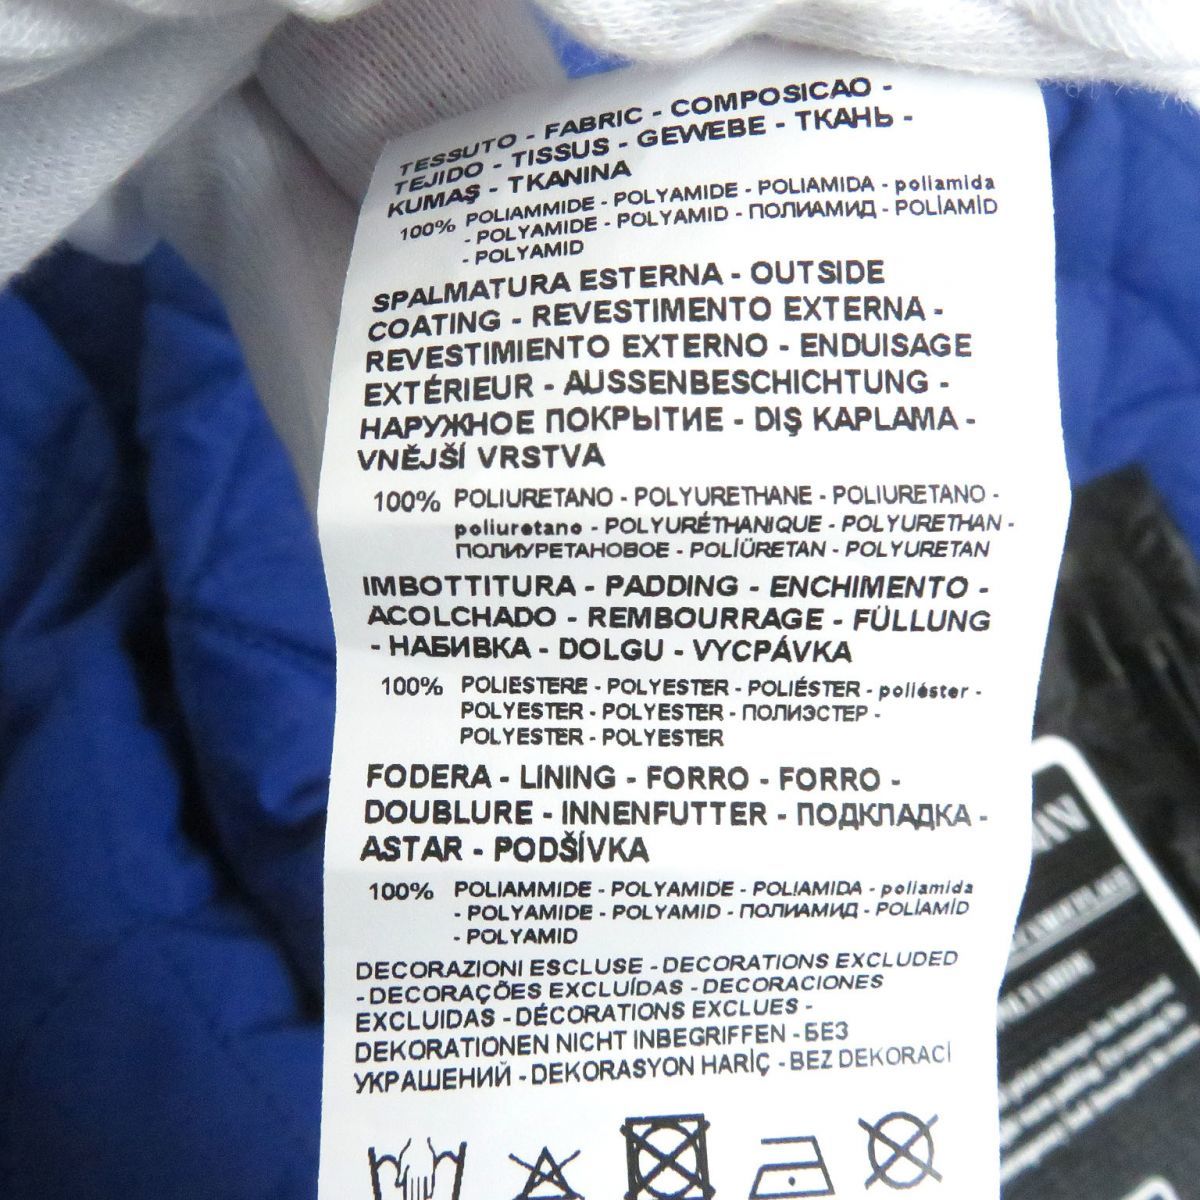 TESSUTO - FABRIC - COMPOSICAO -
TEJIDO - TISSUS - GEWEBE - ТКАНЬ -
KUMAŞ - TKANINA
100% POLIAMMIDE - POLYAMIDE - POLIAMIDA - poliamida
- POLYAMIDE - POLYAMID - ПОЛИАМИД - POLİAMİD
- POLYAMID
SPALMATURA ESTERNA - OUTSIDE
COATING - REVESTIMENTO EXTERNA -
REVESTIMIENTO EXTERNO - ENDUISAGE
EXTÉRIEUR - AUSSENBESCHICHTUNG -
НАРУЖНОЕ ПОКРЫТИЕ - DIŞ KAPLAMA -
VNĚJŠÍ VRSTVA
100% POLIURETANO - POLYURETHANE - POLIURETANO -
poliuretano - POLYURÉTHANIQUE - POLYURETHAN -
ПОЛИУРЕТАНОВОЕ - POLİÜRETAN - POLYURETAN
IMBOTTITURA - PADDING - ENCHIMENTO -
ACOLCHADO - REMBOURRAGE - FÜLLUNG
- НАБИВКА - DOLGU - VYCPÁVKA
100% POLIESTERE - POLYESTER - POLIÉSTER - poliéster -
POLYESTER - POLYESTER - ПОЛИЭСТЕР -
POLYESTER - POLYESTER
FODERA - LINING - FORRO - FORRO -
DOUBLURE - INNENFUTTER - ПОДКЛАДКА -
ASTAR - PODŠÍVKA
100% POLIAMMIDE - POLYAMIDE - POLIAMIDA - poliamida
- POLYAMIDE - POLYAMID - ПОЛИАМИД - POLİAMİD
- POLYAMID
DECORAZIONI ESCLUSE - DECORATIONS EXCLUDED
- DECORAÇÕES EXCLUÍDAS - DECORACIONES
EXCLUIDAS - DÉCORATIONS EXCLUES -
DEKORATIONEN NICHT INBEGRIFFEN - БЕЗ
УКРАШЕНИЙ - DEKORASYON HARİÇ - BEZ DEKORACÍ